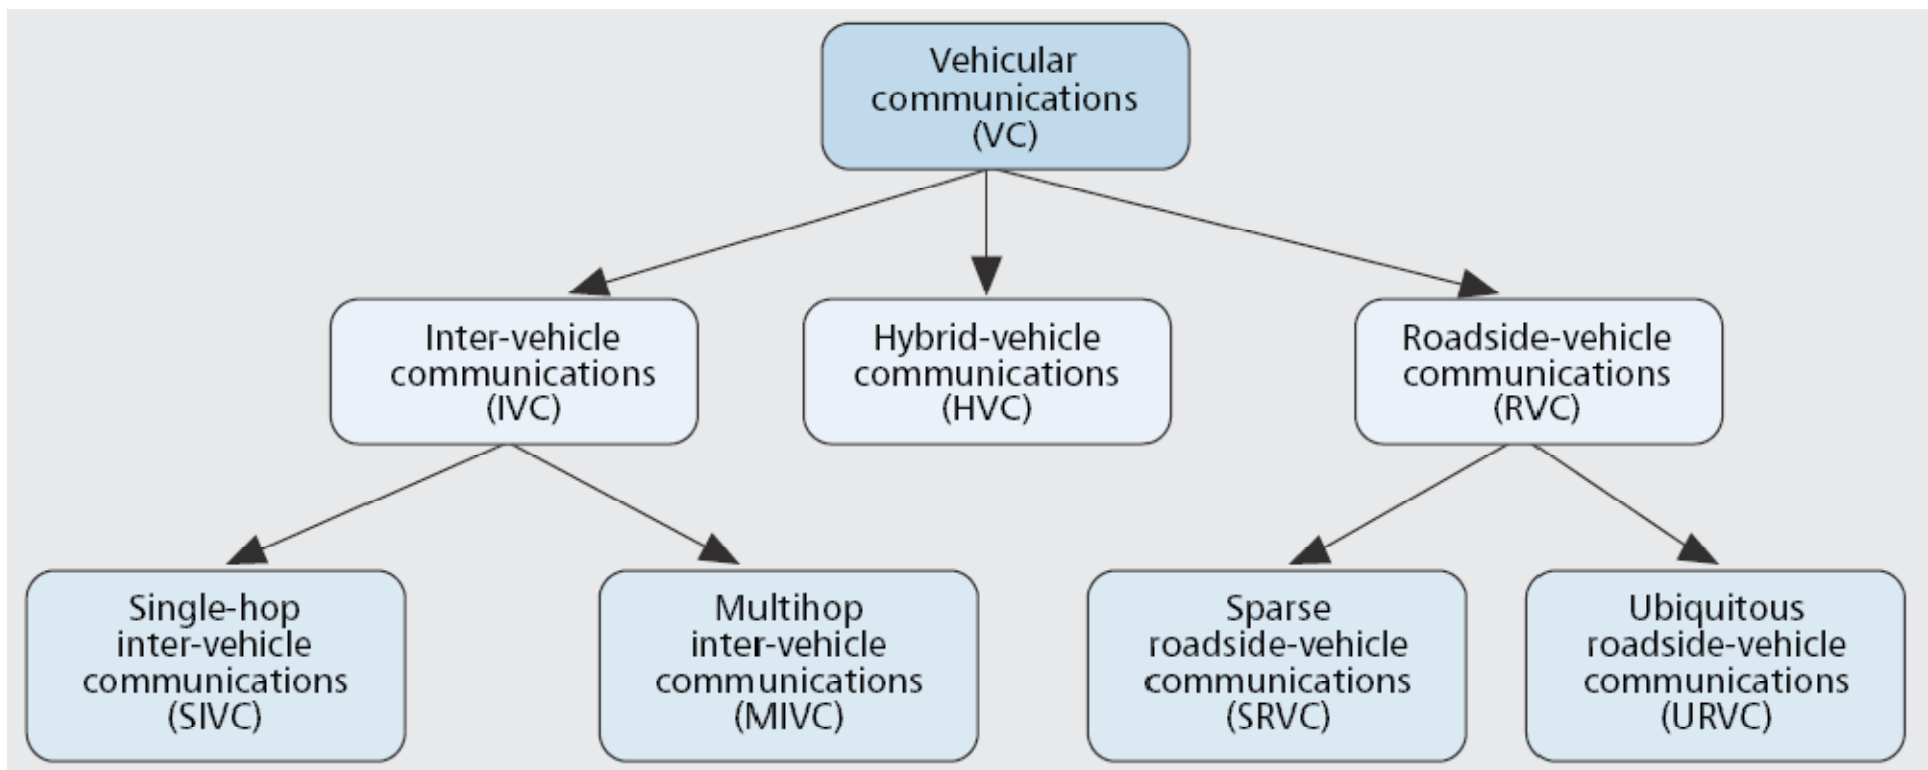 Vehicular
communications
(VC)
Inter-vehicle
communications
(IVC)
Hybrid-vehicle
communications
(HVC)
Roadside-vehicle
communications
(RVC)
Single-hop
inter-vehicle
communications
(SIVC)
Multihop
inter-vehicle
communications
(MIVC)
Sparse
roadside-vehicle
communications
(SRVC)
Ubiquitous
roadside-vehicle
communications
(URVC)